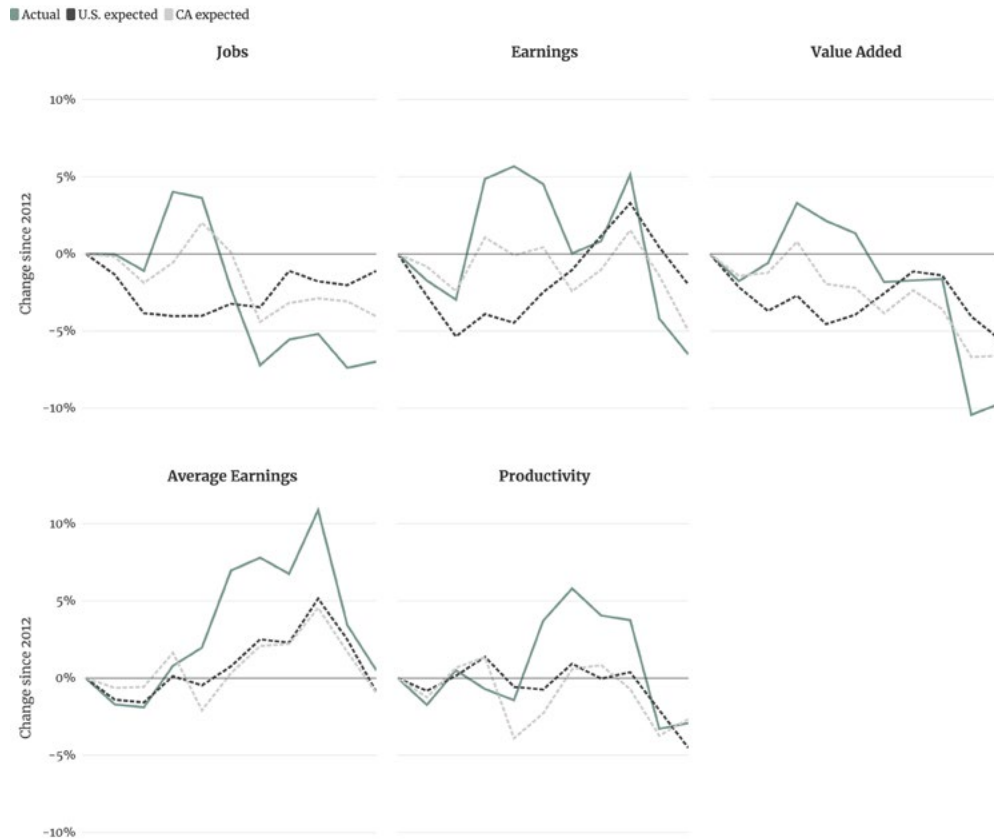 Actual U.S. expected CA expected
Jobs
Earnings
Value Added
10%
5%
0%
-5%
-10%
Change since 2012
Average Earnings
Productivity
10%
5%
0%
-5%
-10%
Change since 2012